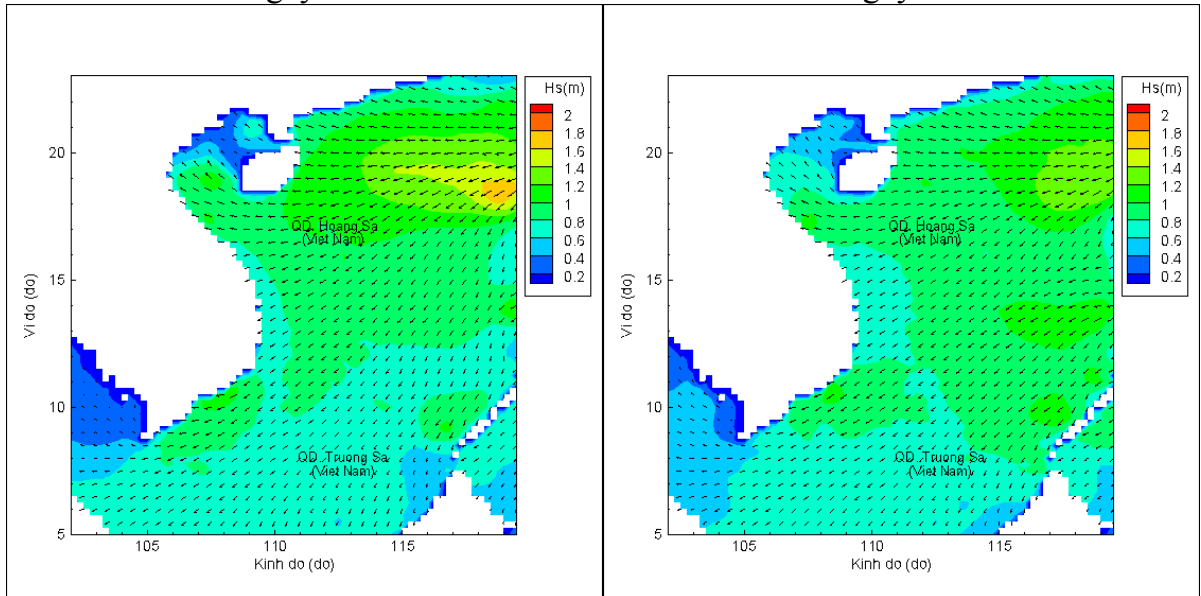 Hs(m)
2
1.8
1.6
1.4
1.2
1
0.8
0.6
0.4
0.2
20
15
10
5
Vi do (do)
QD. Hoang Sa
(Viet Nam)
QD. Truong Sa
(Viet Nam)
105
110
115
Kinh do (do)
Hs(m)
2
1.8
1.6
1.4
1.2
1
0.8
0.6
0.4
0.2
20
15
10
5
Vi do (do)
QD. Hoang Sa
(Viet Nam)
QD. Truong Sa
(Viet Nam)
105
110
115
Kinh do (do)